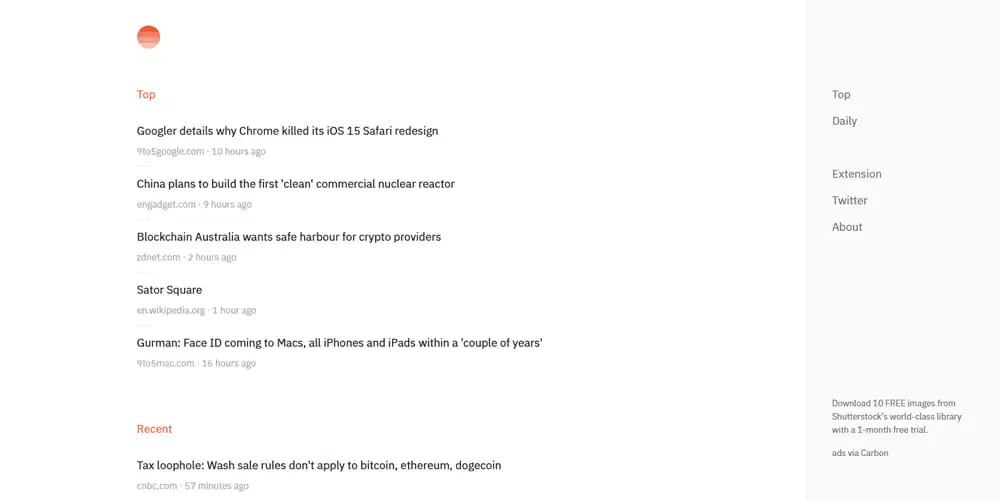 Top
Googler details why Chrome killed its iOS 15 Safari redesign
9to5google.com · 10 hours ago
China plans to build the first 'clean' commercial nuclear reactor
engadget.com · 9 hours ago
Blockchain Australia wants safe harbour for crypto providers
zdnet.com · 2 hours ago
Sator Square
en.wikipedia.org · 1 hour ago
Gurman: Face ID coming to Macs, all iPhones and iPads within a 'couple of years'
9to5mac.com · 16 hours ago
Recent
Tax loophole: Wash sale rules don't apply to bitcoin, ethereum, dogecoin
cnbc.com · 57 minutes ago
Top
Daily
Extension
Twitter
About
Download 10 FREE images from
Shutterstock's world-class library
with a 1-month free trial.
ads via Carbon